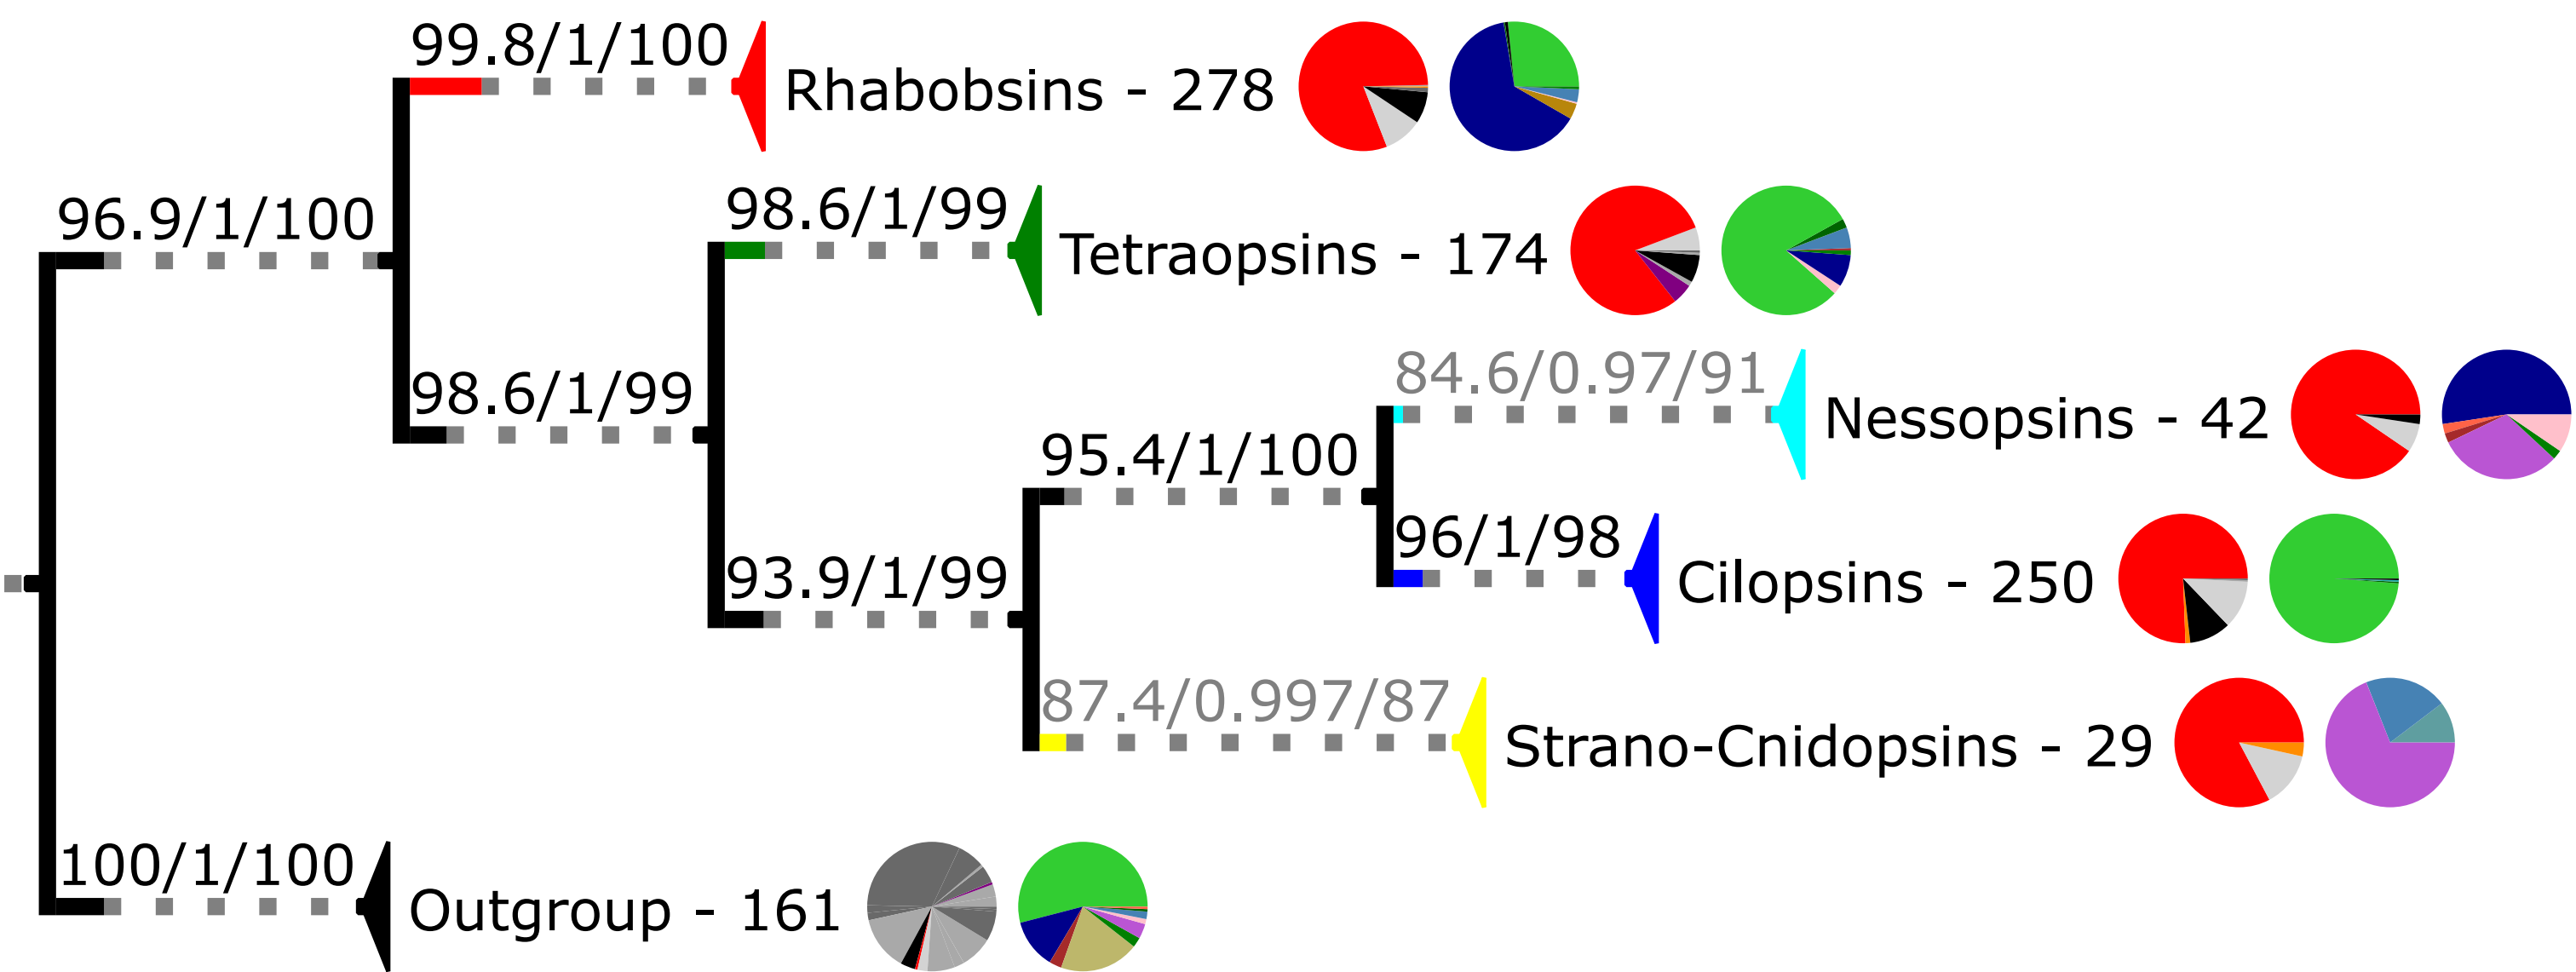 99.8/1/100
Rhabobsins - 278
96.9/1/100
98.6/1/99
Tetraopsins - 174
98.6/1/99
84.6/0.97/91
Nessopsins - 42
95.4/1/100
96/1/98
Cilopsins - 250
93.9/1/99
87.4/0.997/87
Strano-Cnidopsins - 29
100/1/100
Outgroup - 161